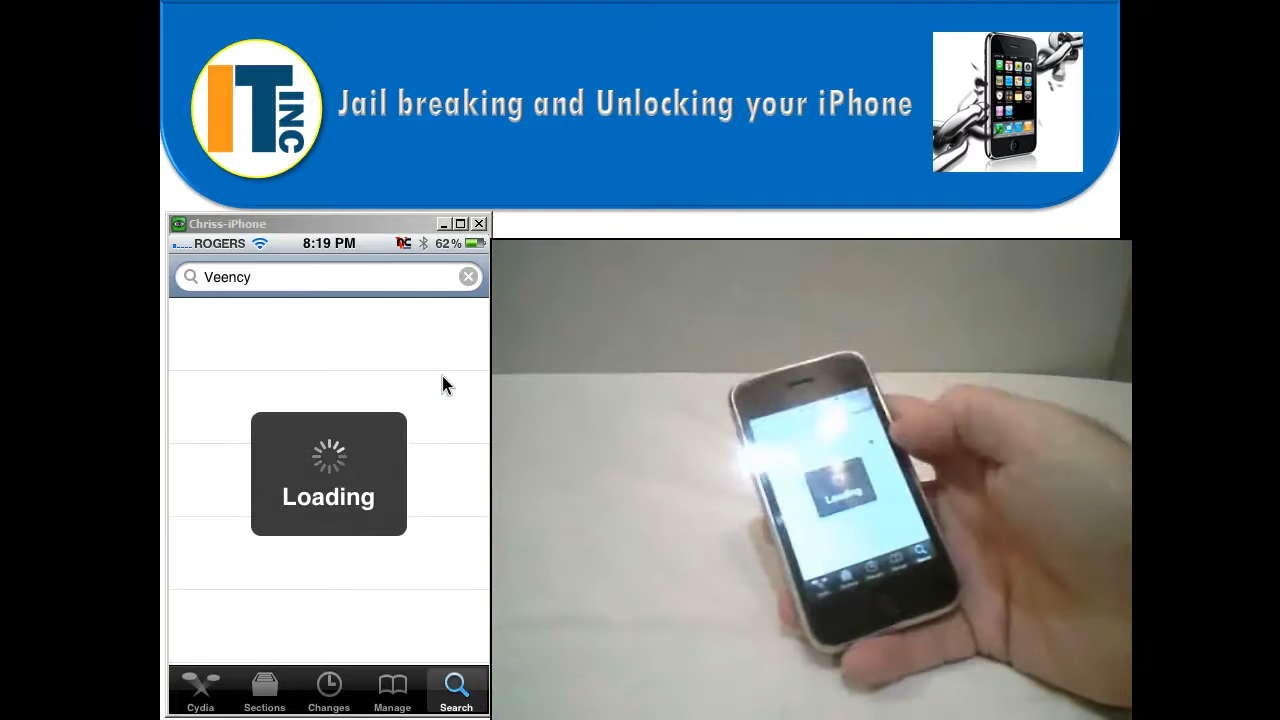 IT INC
Jail breaking and Unlocking your iPhone
Chriss-iPhone
ROGERS 8:19 PM 62%
Veency
Loading
Cydia Sections Changes Manage Search
Loading